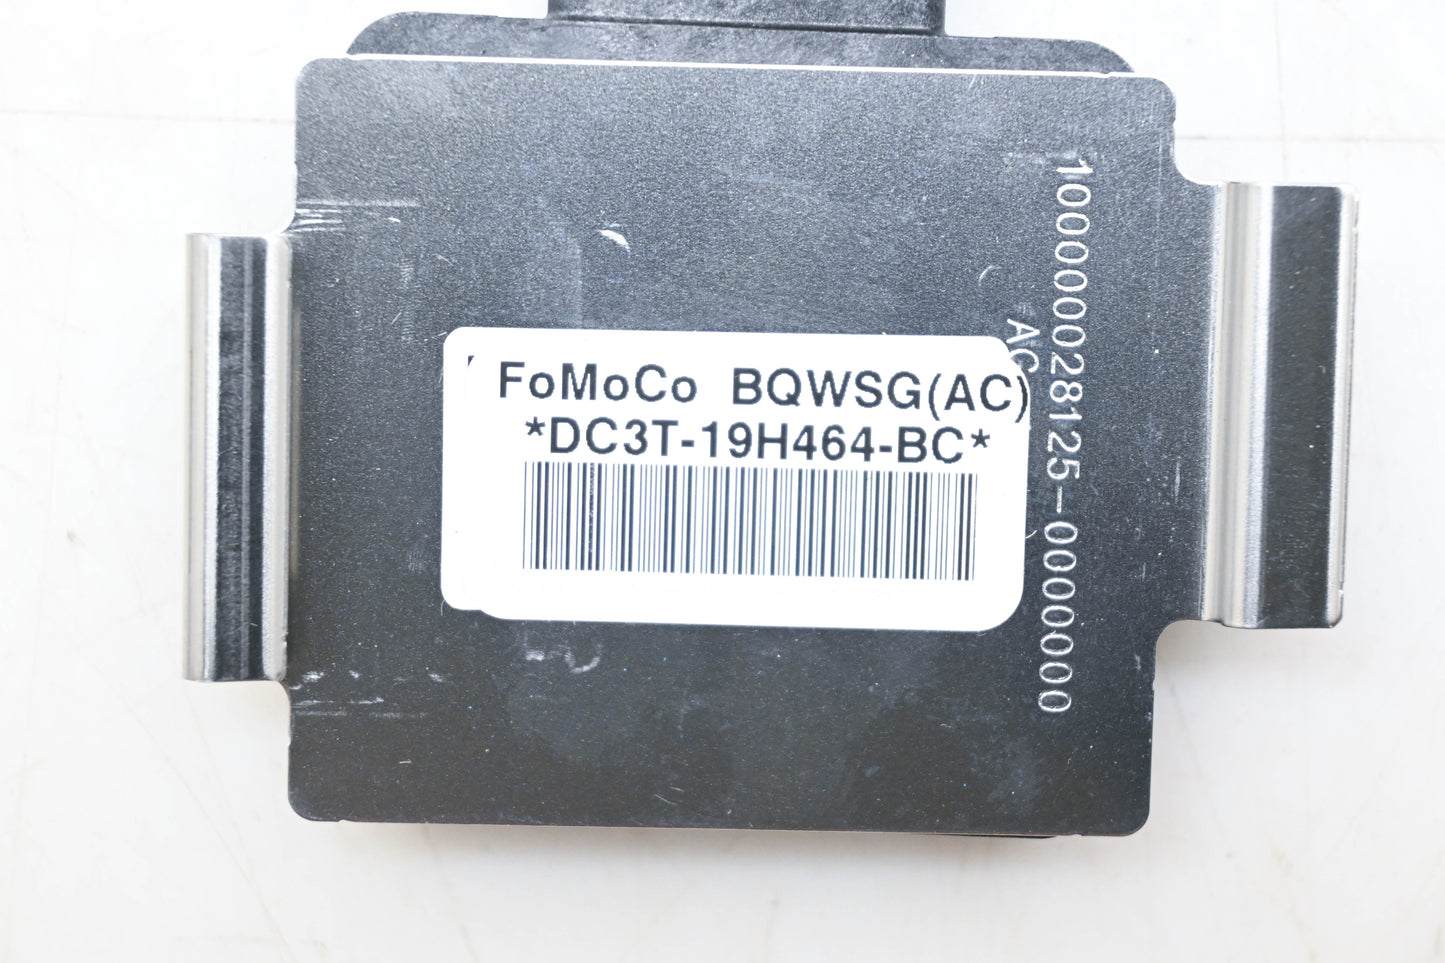 FoMoCo BQWSG(AC)
*DC3T-19H464-BC*
1000000028125-0000000
AC